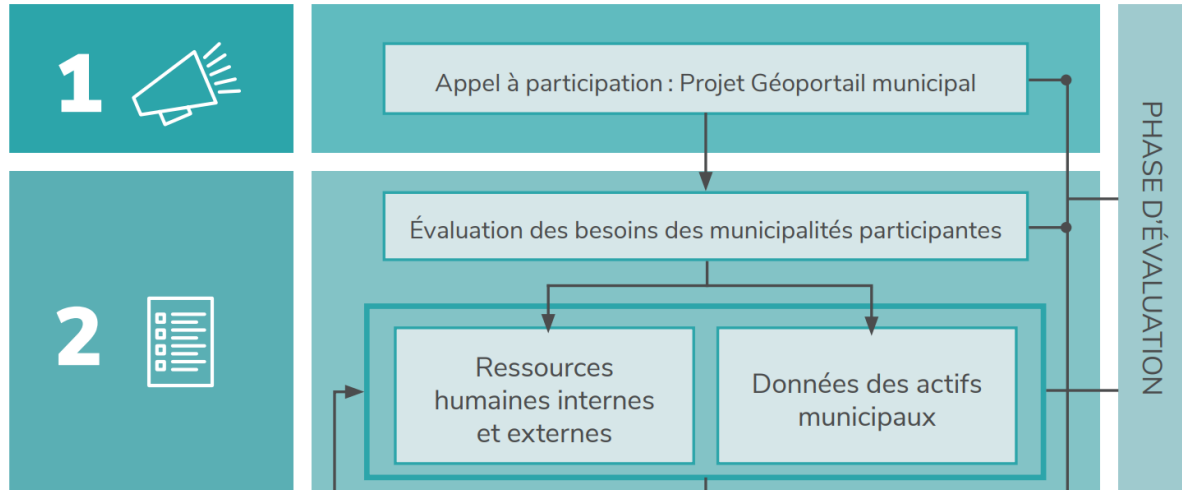 1
Appel à participation : Projet Géoportail municipal
2
Évaluation des besoins des municipalités participantes
Ressources
humaines internes
et externes
Données des actifs
municipaux
PHASE D'ÉVALUATION